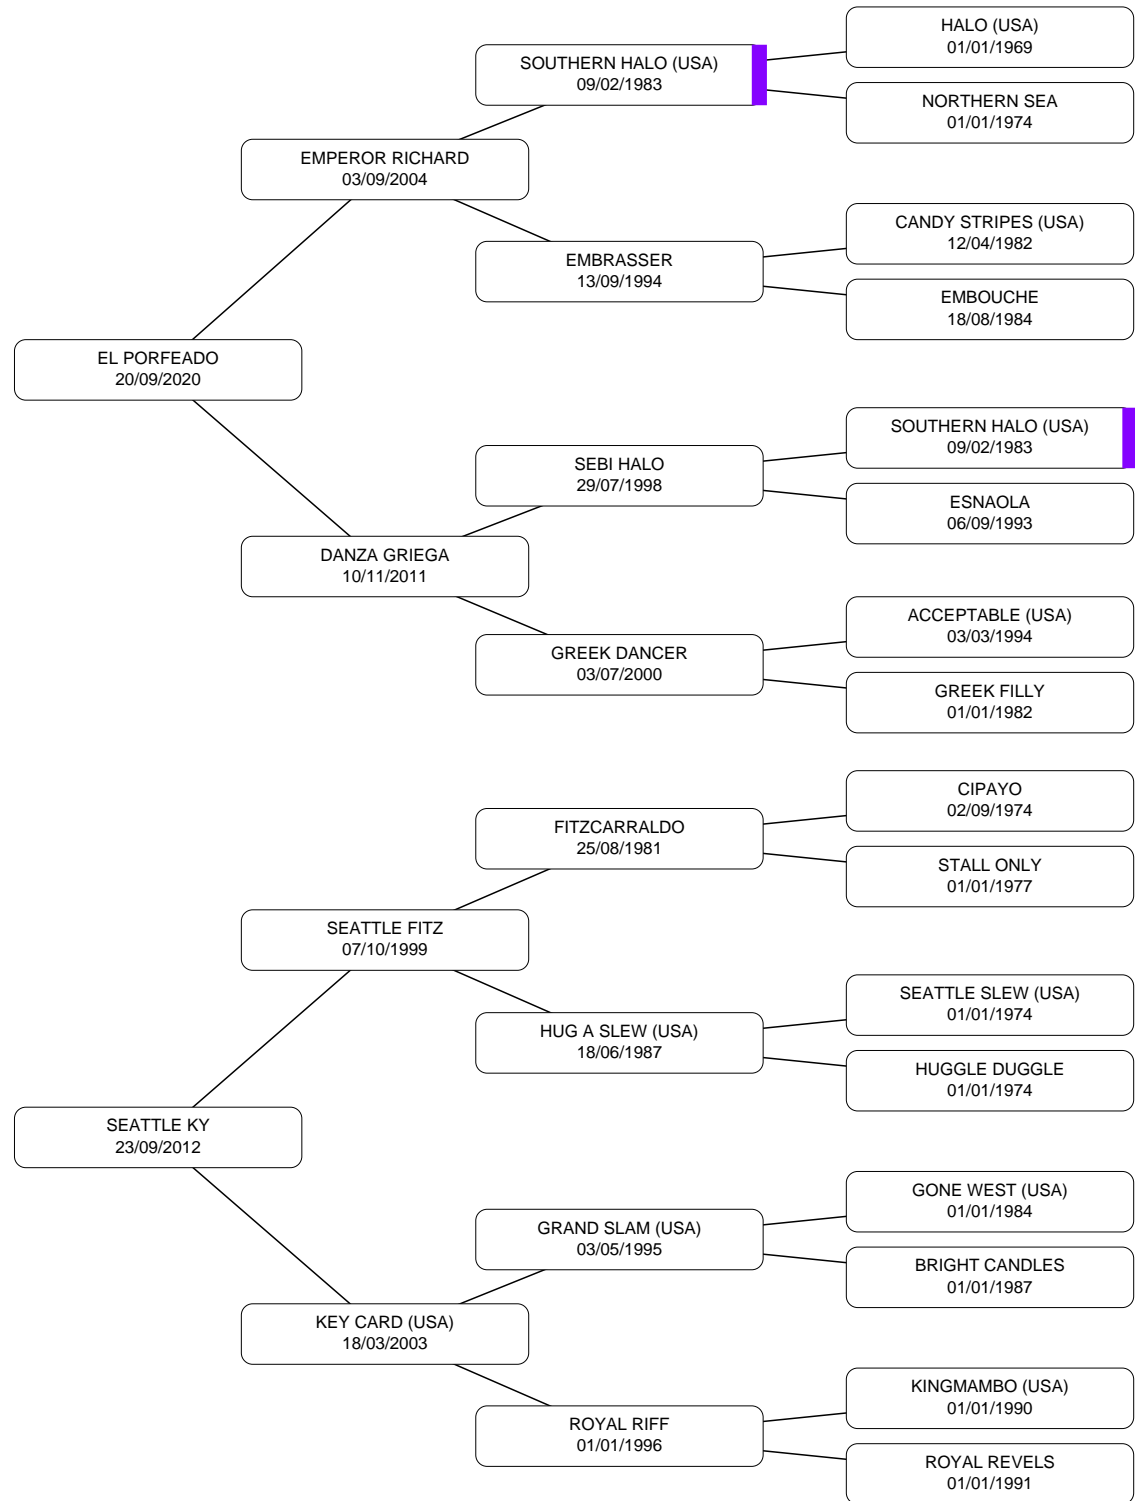 HALO (USA)
01/01/1969
SOUTHERN HALO (USA)
09/02/1983
NORTHERN SEA
01/01/1974
EMPEROR RICHARD
03/09/2004
CANDY STRIPES (USA)
12/04/1982
EMBRASSER
13/09/1994
EMBOUCHE
18/08/1984
EL PORFEADO
20/09/2020
SOUTHERN HALO (USA)
09/02/1983
SEBI HALO
29/07/1998
ESNAOLA
06/09/1993
DANZA GRIEGA
10/11/2011
ACCEPTABLE (USA)
03/03/1994
GREEK DANCER
03/07/2000
GREEK FILLY
01/01/1982
CIPAYO
02/09/1974
FITZCARRALDO
25/08/1981
STALL ONLY
01/01/1977
SEATTLE FITZ
07/10/1999
SEATTLE SLEW (USA)
01/01/1974
HUG A SLEW (USA)
18/06/1987
HUGGLE DUGGLE
01/01/1974
SEATTLE KY
23/09/2012
GONE WEST (USA)
01/01/1984
GRAND SLAM (USA)
03/05/1995
BRIGHT CANDLES
01/01/1987
KEY CARD (USA)
18/03/2003
KINGMAMBO (USA)
01/01/1990
ROYAL RIFF
01/01/1996
ROYAL REVELS
01/01/1991